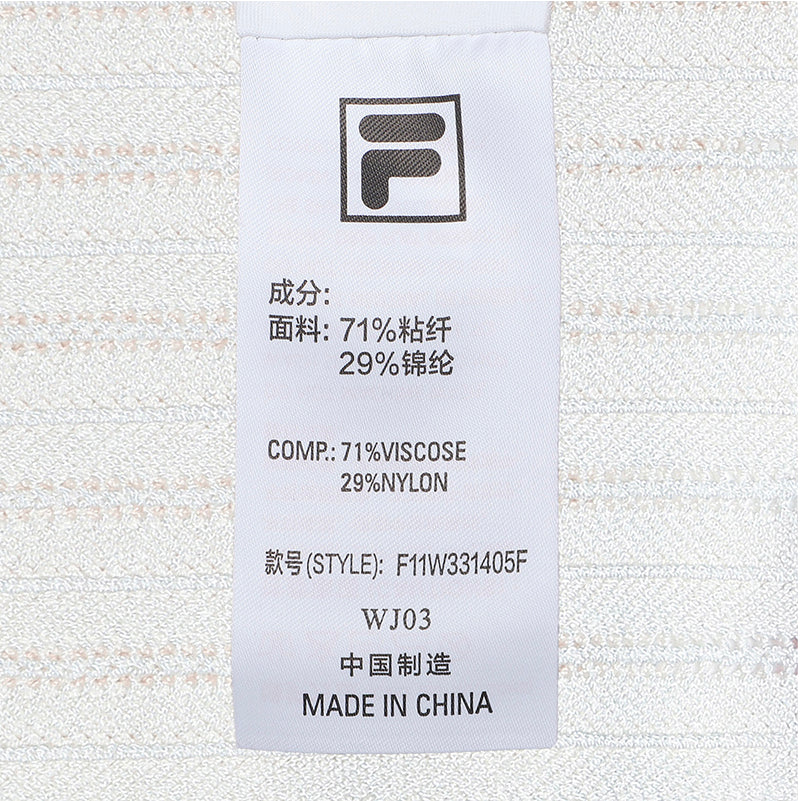 F
成分:
面料: 71%粘纤
29%锦纶
COMP.: 71%VISCOSE
29%NYLON
款号(STYLE): F11W331405F
WJ03
中国制造
MADE IN CHINA